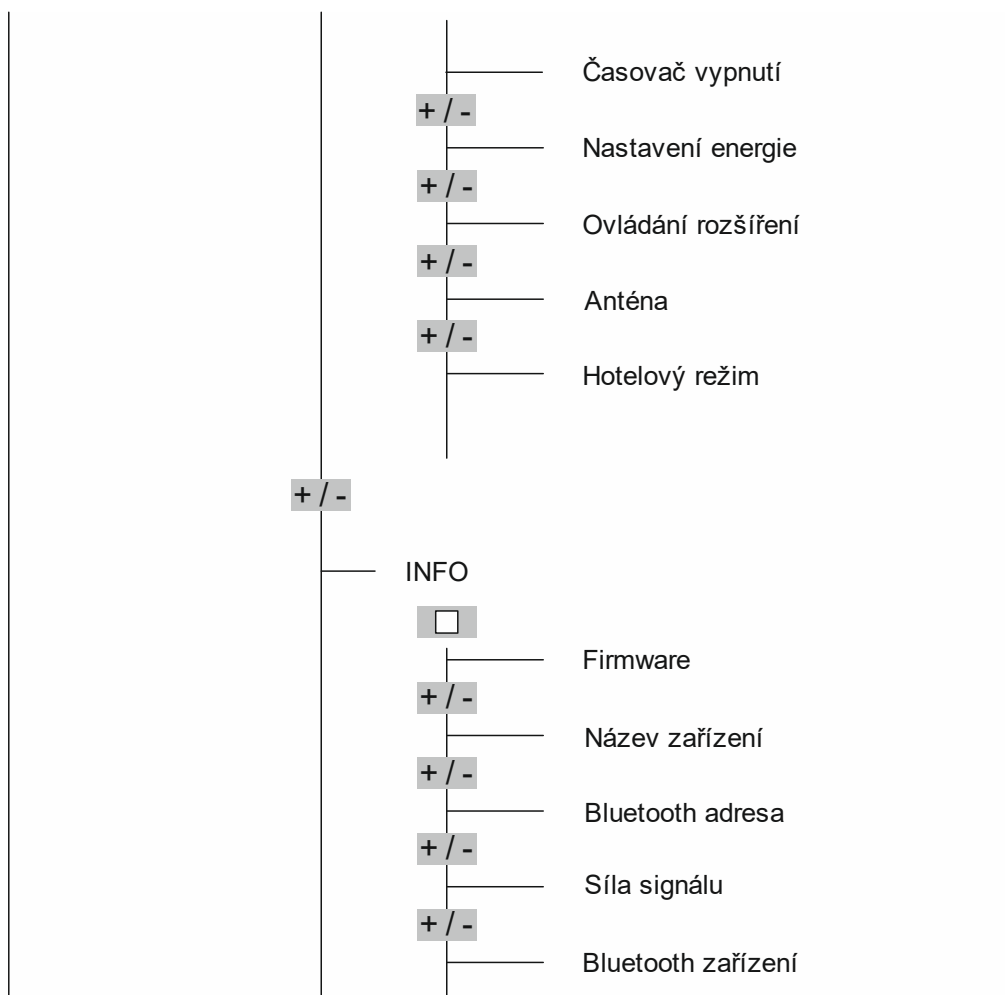 Časovač vypnutí
+ / -
Nastavení energie
+ / -
Ovládání rozšíření
+ / -
Anténa
+ / -
Hotelový režim
+ / -
INFO
Firmware
+ / -
Název zařízení
+ / -
Bluetooth adresa
+ / -
Síla signálu
+ / -
Bluetooth zařízení